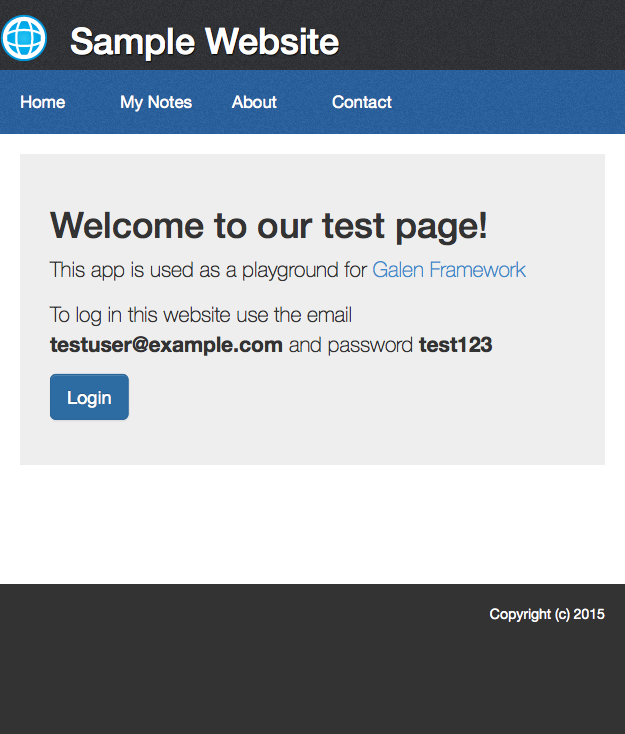 Sample Website
Home My Notes About Contact
Welcome to our test page!
This app is used as a playground for Galen Framework
To log in this website use the email
testuser@example.com and password test123
Login
Copyright (c) 2015